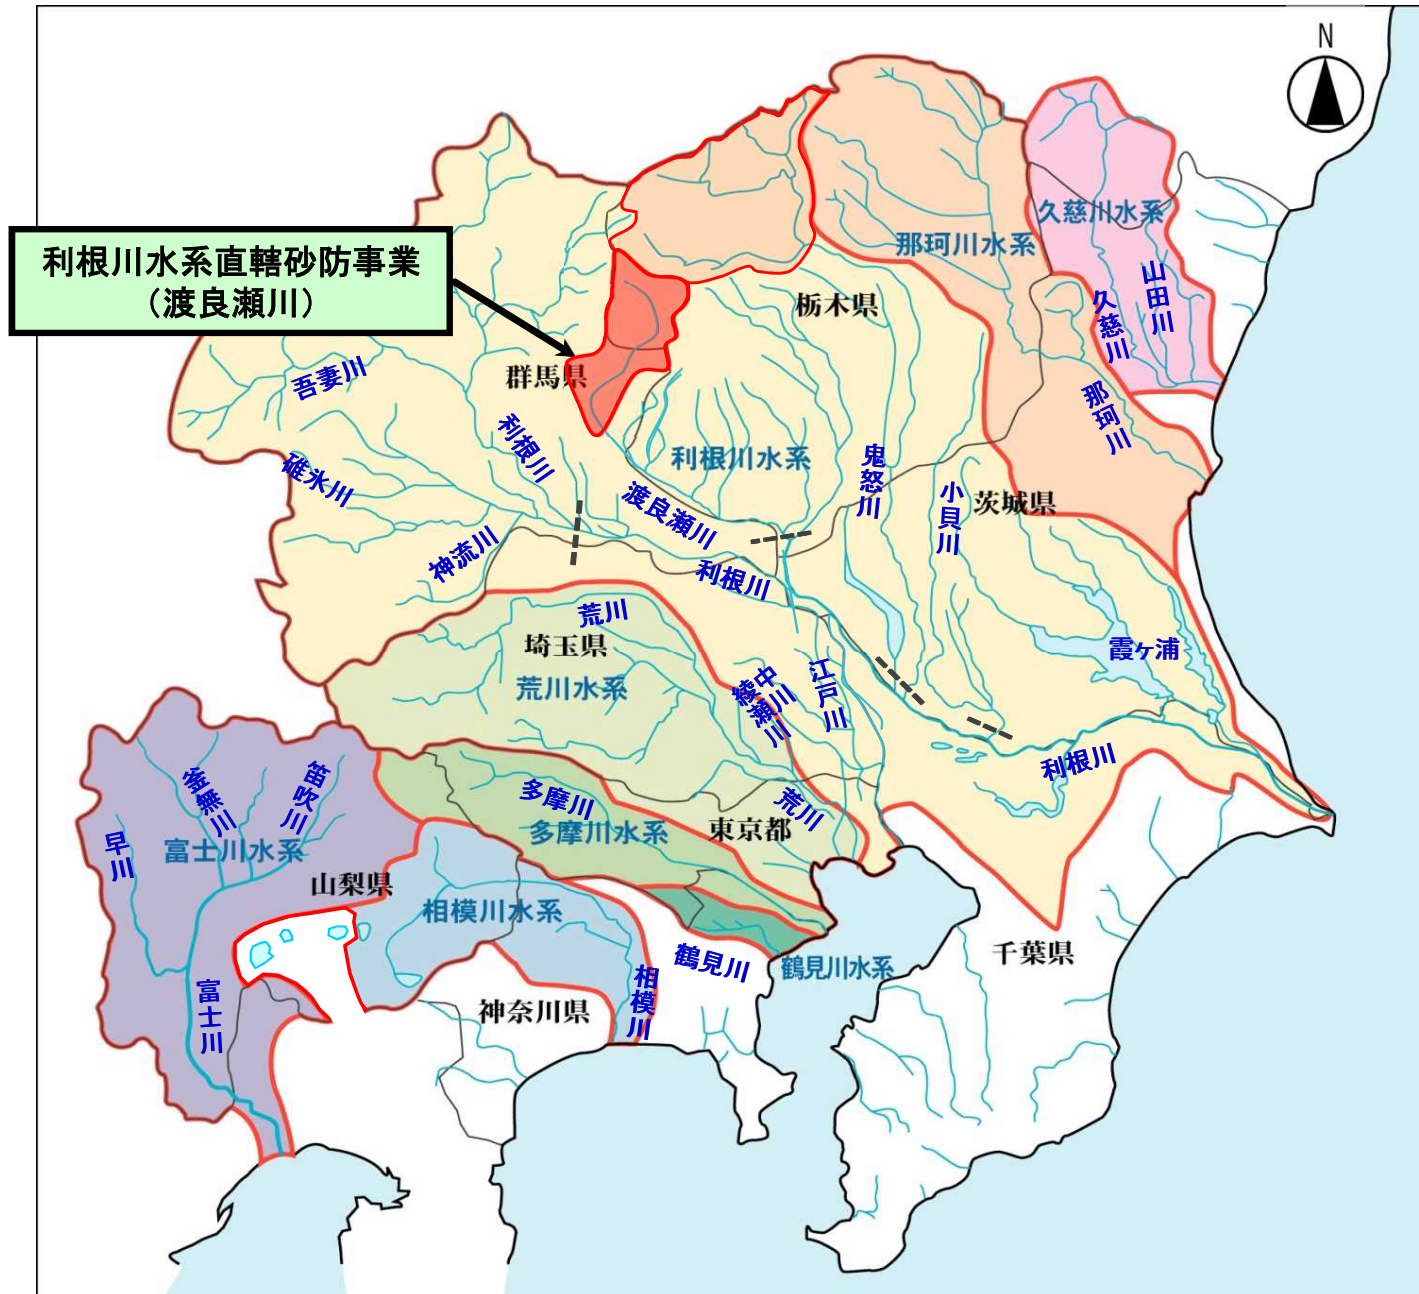 N
久慈川水系
那珂川水系
利根川水系直轄砂防事業
（渡良瀬川）
山田川
栃木県
久慈川
吾妻川
群馬県
那珂川
利根川
利根川水系
鬼怒川
碓氷川
小貝川
茨城県
渡良瀬川
神流川
利根川
荒川
埼玉県
霞ヶ浦
荒川水系
中川
綾瀬川
江戸川
利根川
釜無川
笛吹川
多摩川
荒川
早川
富士川水系
多摩川水系
東京都
山梨県
相模川水系
千葉県
鶴見川
鶴見川水系
富士川
相模川
神奈川県